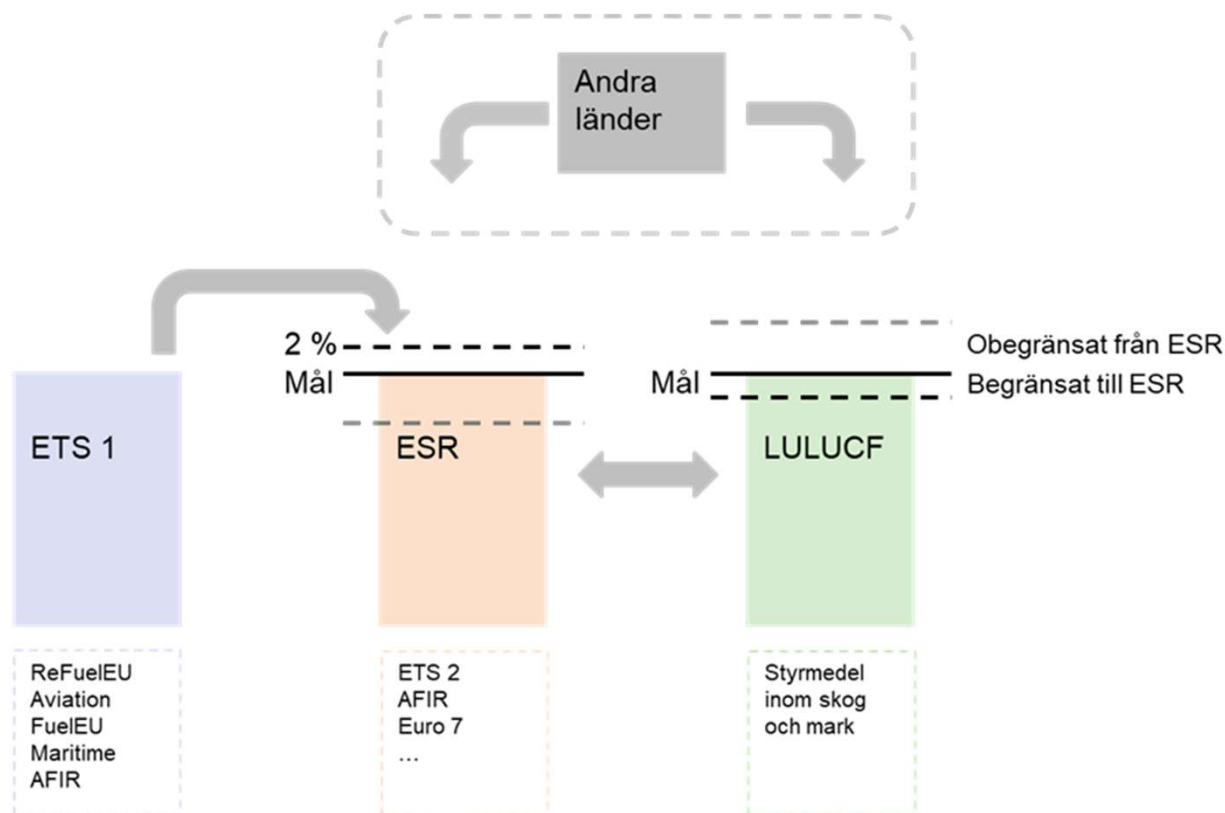 Andra
länder
2 %
Mål
Mål
Obegränsat från ESR
Begränsat till ESR
ETS 1
ESR
LULUCF
ReFuelEU
Aviation
FuelEU
Maritime
AFIR
ETS 2
AFIR
Euro 7
...
Styrmedel
inom skog
och mark